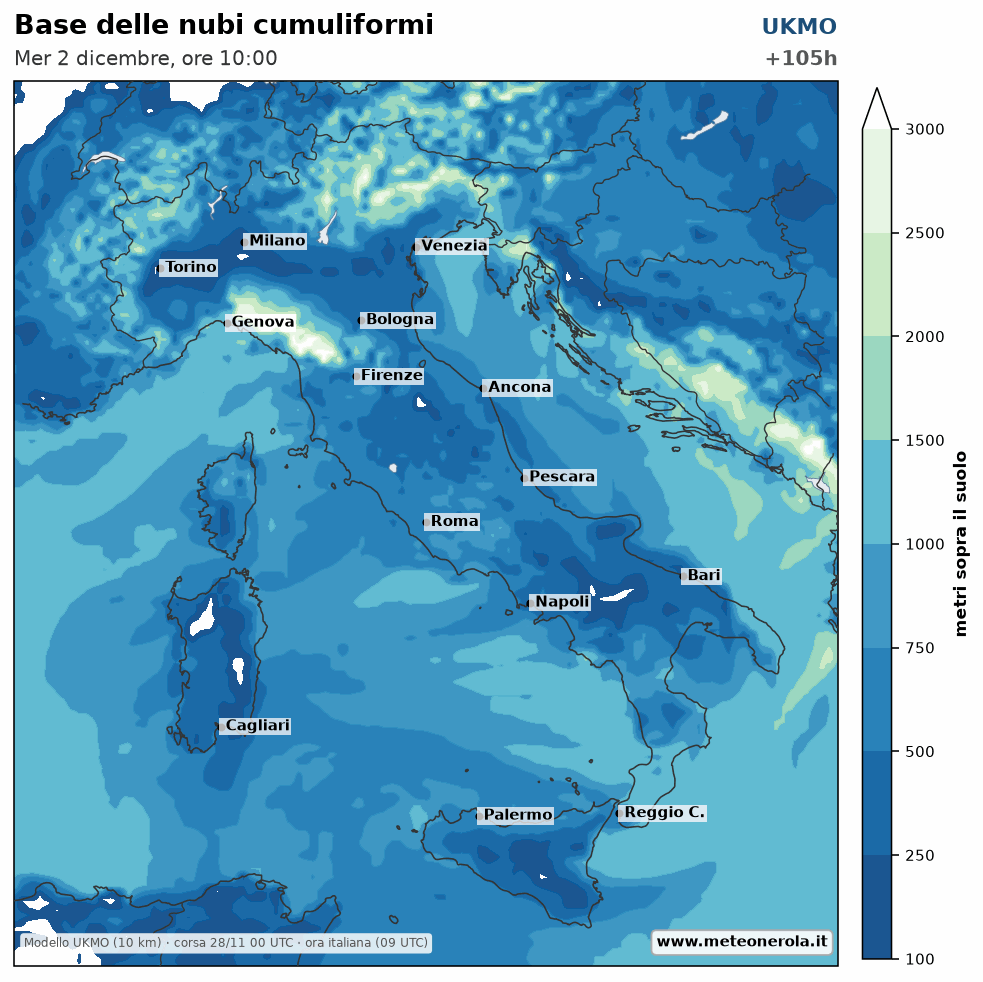 Base delle nubi cumuliformi
UKMO
Mer 2 dicembre, ore 10:00
+105h
3000
2500
2000
1500
1000
750
500
250
100
metri sopra il suolo
Milano
Venezia
Torino
Genova
Bologna
Firenze
Ancona
Pescara
Roma
Bari
Napoli
Cagliari
Palermo
Reggio C.
Modello UKMO (10 km) · corsa 28/11 00 UTC · ora italiana (09 UTC)
www.meteonerola.it